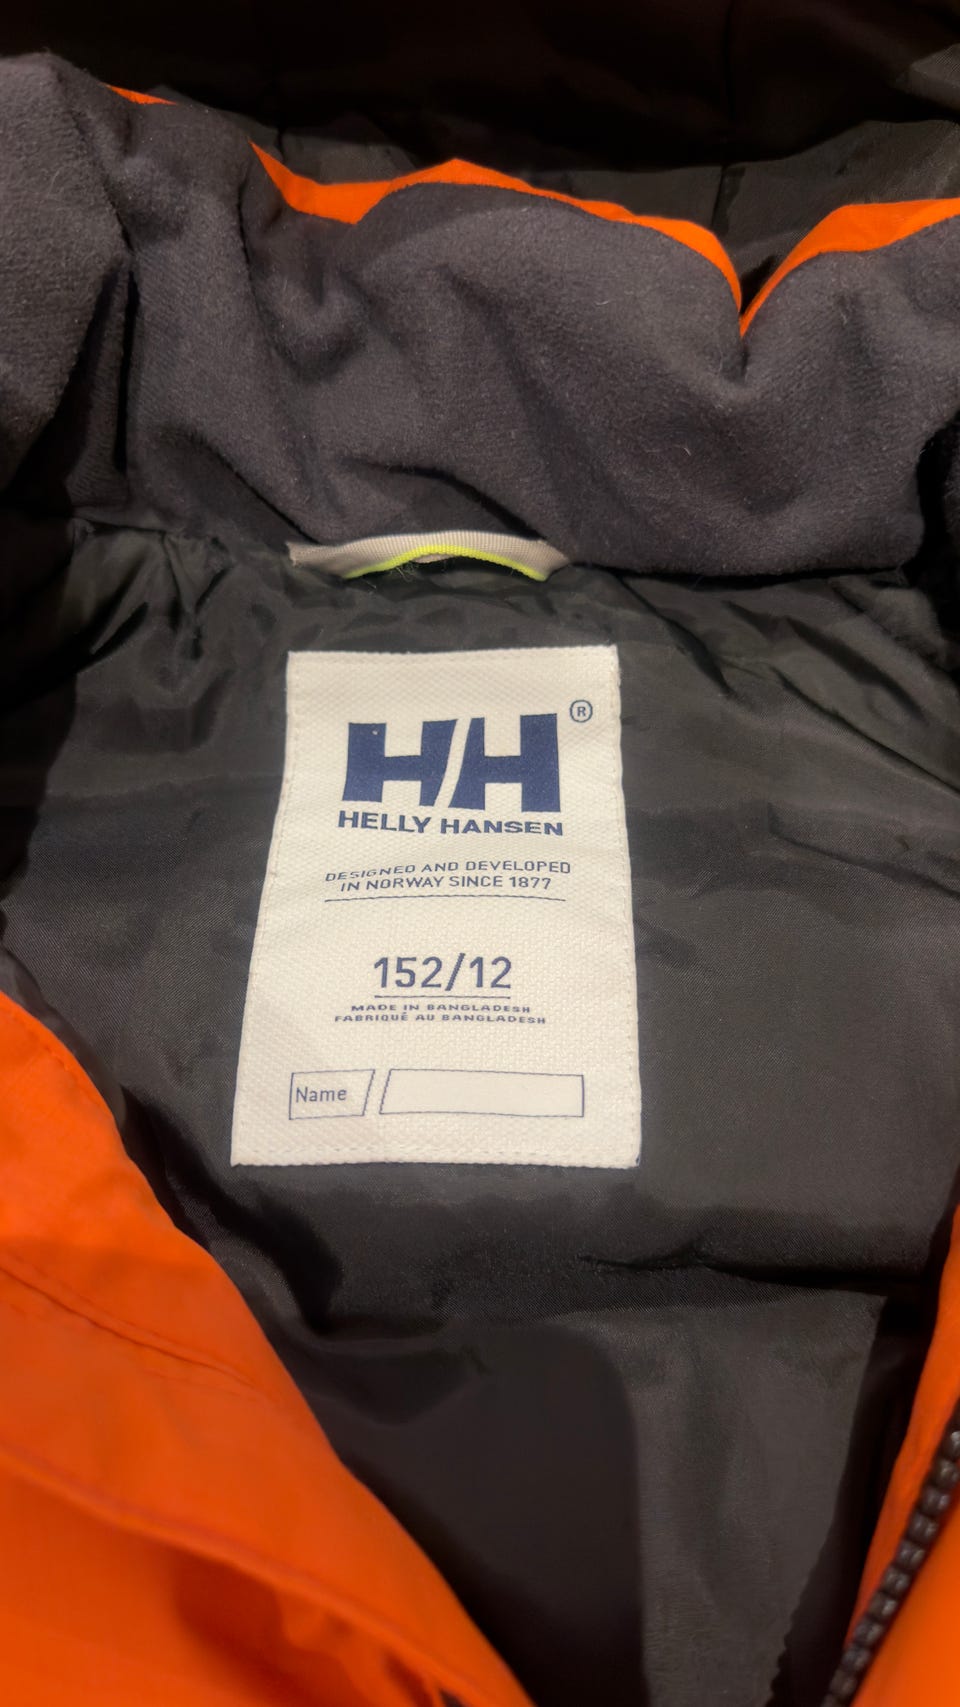 HH®
HELLY HANSEN
DESIGNED AND DEVELOPED
IN NORWAY SINCE 1877
152/12
MADE IN BANGLADESH
FABRIQUÉ AU BANGLADESH
Name